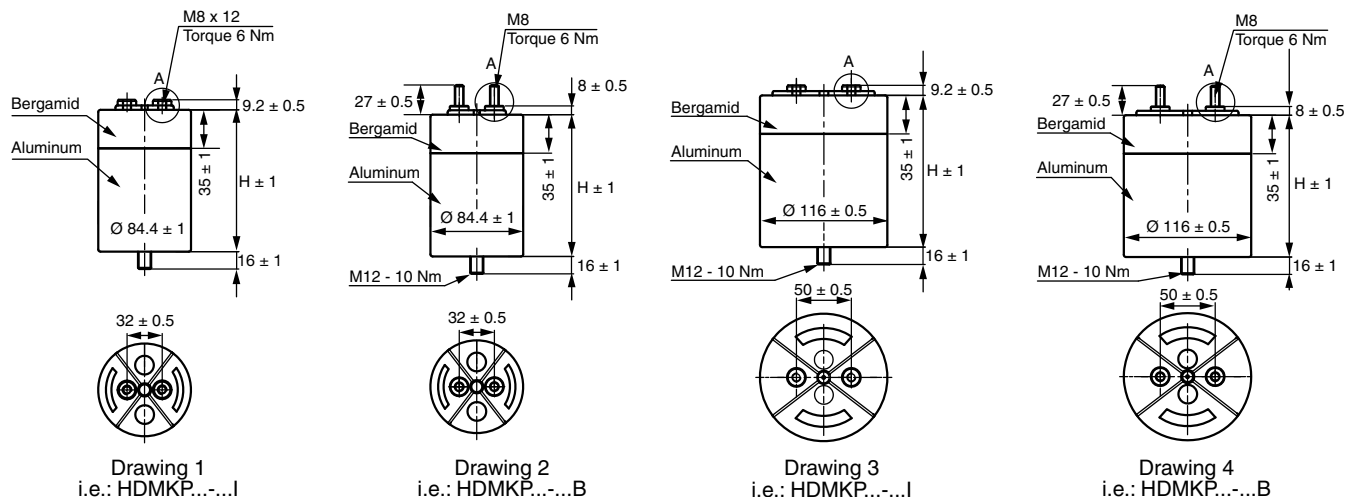 M8 x 12
Torque 6 Nm
A
9.2 ± 0.5
Bergamid
Aluminum
35 ± 1
H ± 1
Ø 84.4 ± 1
16 ± 1
32 ± 0.5
Drawing 1
i.e.: HDMKP...-...I
M8
Torque 6 Nm
A
27 ± 0.5
8 ± 0.5
Bergamid
Aluminum
35 ± 1
H ± 1
Ø 84.4 ± 1
16 ± 1
M12 - 10 Nm
32 ± 0.5
Drawing 2
i.e.: HDMKP...-...B
A
9.2 ± 0.5
Bergamid
Aluminum
35 ± 1
H ± 1
Ø 116 ± 0.5
16 ± 1
M12 - 10 Nm
50 ± 0.5
Drawing 3
i.e.: HDMKP...-...I
M8
Torque 6 Nm
A
27 ± 0.5
8 ± 0.5
Bergamid
Aluminum
35 ± 1
H ± 1
Ø 116 ± 0.5
16 ± 1
M12 - 10 Nm
50 ± 0.5
Drawing 4
i.e.: HDMKP...-...B